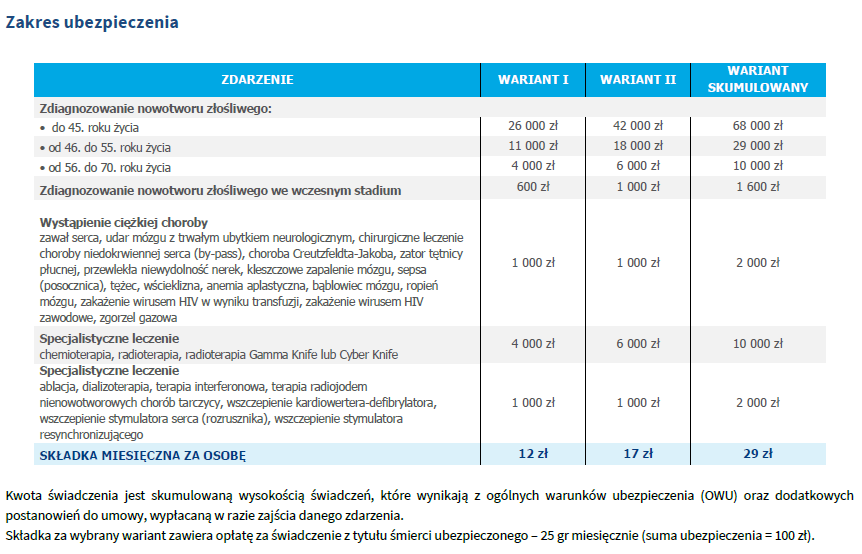 Zakres ubezpieczenia
ZDARZENIE WARIANT I WARIANT II WARIANT SKUMULOWANY
Zdiagnozowanie nowotworu złośliwego:
• do 45. roku życia 26 000 zł 42 000 zł 68 000 zł
• od 46. do 55. roku życia 11 000 zł 18 000 zł 29 000 zł
• od 56. do 70. roku życia 4 000 zł 6 000 zł 10 000 zł
Zdiagnozowanie nowotworu złośliwego we wczesnym stadium 600 zł 1 000 zł 1 600 zł
Wystąpienie ciężkiej choroby
zawał serca, udar mózgu z trwałym ubytkiem neurologicznym, chirurgiczne leczenie
choroby niedokrwiennej serca (by-pass), choroba Creutzfeldta-Jakoba, zator tętnicy
płucnej, przewlekła niewydolność nerek, kleszczowe zapalenie mózgu, sepsa
(posocznica), tężec, wścieklizna, anemia aplastyczna, bąblowiec mózgu, ropień
mózgu, zakażenie wirusem HIV w wyniku transfuzji, zakażenie wirusem HIV
zawodowe, zgorzel gazowa
1 000 zł 1 000 zł 2 000 zł
Specjalistyczne leczenie
chemioterapia, radioterapia, radioterapia Gamma Knife lub Cyber Knife
4 000 zł 6 000 zł 10 000 zł
Specjalistyczne leczenie
ablacja, dializoterapia, terapia interferonowa, terapia radiojodem
nienowotworowych chorób tarczycy, wszczepienie kardiowertera-defibrylatora,
wszczepienie stymulatora serca (rozrusznika), wszczepienie stymulatora
resynchronizującego
1 000 zł 1 000 zł 2 000 zł
SKŁADKA MIESIĘCZNA ZA OSOBĘ 12 zł 17 zł 29 zł
Kwota świadczenia jest skumulowaną wysokością świadczeń, które wynikają z ogólnych warunków ubezpieczenia (OWU) oraz dodatkowych
postanowień do umowy, wypłacaną w razie zajścia danego zdarzenia.
Składka za wybrany wariant zawiera opłatę za świadczenie z tytułu śmierci ubezpieczonego – 25 gr miesięcznie (suma ubezpieczenia = 100 zł).